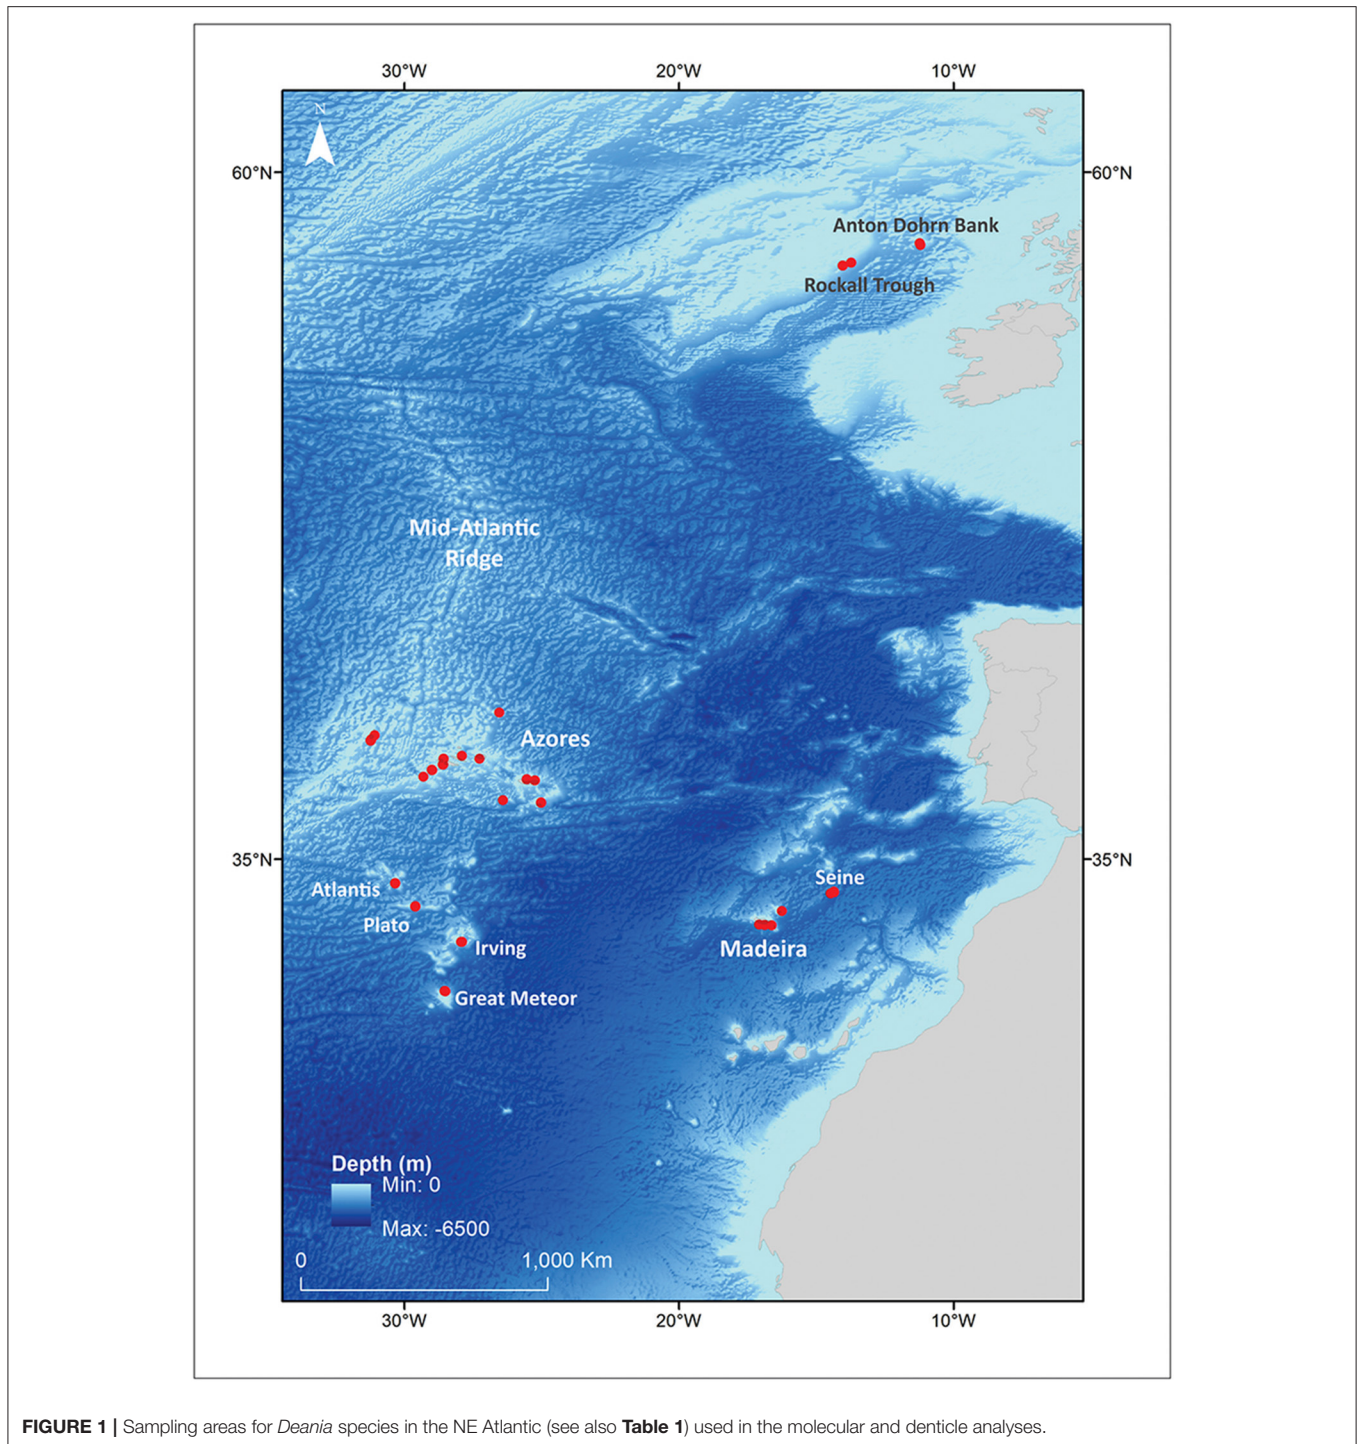 30°W 20°W 10°W
N
60°N 60°N
Anton Dohrn Bank
Rockall Trough
Mid-Atlantic
Ridge
Azores
35°N 35°N
Seine
Atlantis
Plato
Madeira
Irving
Great Meteor
Depth (m)
Min: 0
Max: -6500
0 1,000 Km
30°W 20°W 10°W
FIGURE 1 | Sampling areas for Deania species in the NE Atlantic (see also Table 1) used in the molecular and denticle analyses.